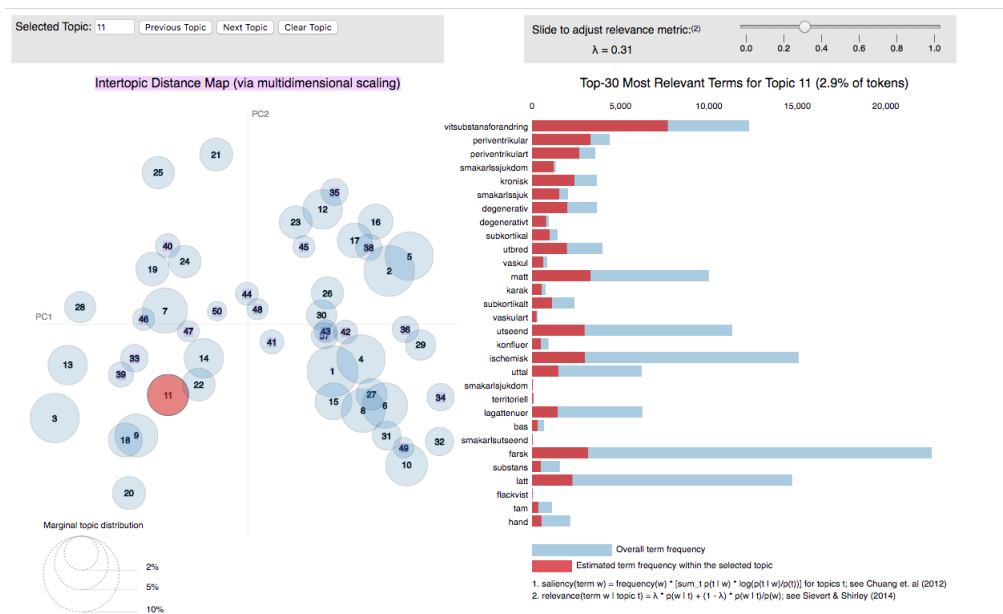 Selected Topic: 11 Previous Topic Next Topic Clear Topic
Slide to adjust relevance metric:(2)
λ = 0.31
0.0 0.2 0.4 0.6 0.8 1.0
Intertopic Distance Map (via multidimensional scaling)
PC2
PC1
21
25
35
12
23
16
17
45
38
5
2
40
24
19
26
44
28
7
50
48
30
46
47
43
42
36
41
29
33
14
4
13
39
1
22
11
27
34
15
8
6
3
9
18
31
32
49
10
20
Marginal topic distribution
2%
5%
10%
Top-30 Most Relevant Terms for Topic 11 (2.9% of tokens)
0 5,000 10,000 15,000 20,000
vitsubstansforandring
periventrikular
periventrikulart
smakarlssjukdom
kronisk
smakarlssjuk
degenerativ
degenerativt
subkortikal
utbred
vaskul
matt
karak
subkortikalt
vaskulart
utseend
konfluer
ischemisk
uttal
smakarlsjukdom
territoriell
lagattenuer
bas
smakarlsutseend
farsk
substans
latt
flackvist
tam
hand
Overall term frequency
Estimated term frequency within the selected topic
1. saliency(term w) = frequency(w) * [sum_t p(t | w) * log(p(t | w)/p(t))] for topics t; see Chuang et. al (2012)
2. relevance(term w | topic t) = λ * p(w | t) + (1 - λ) * p(w | t)/p(w); see Sievert & Shirley (2014)